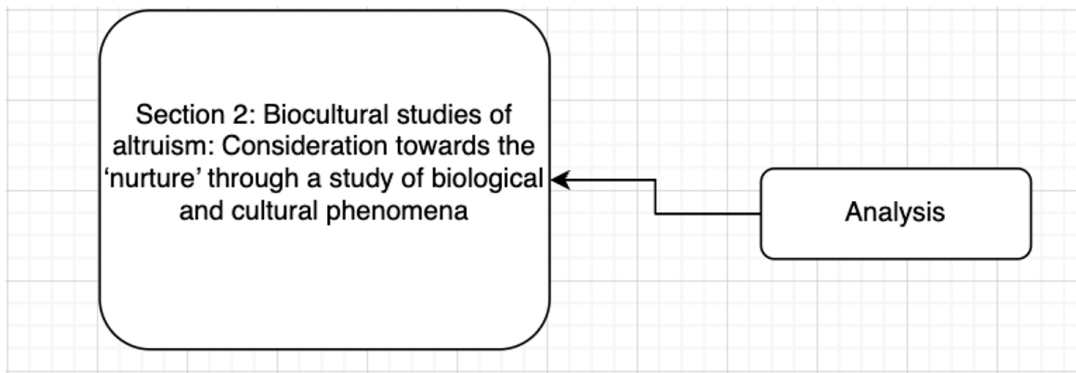 Section 2: Biocultural studies of
altruism: Consideration towards the
‘nurture’ through a study of biological
and cultural phenomena
Analysis